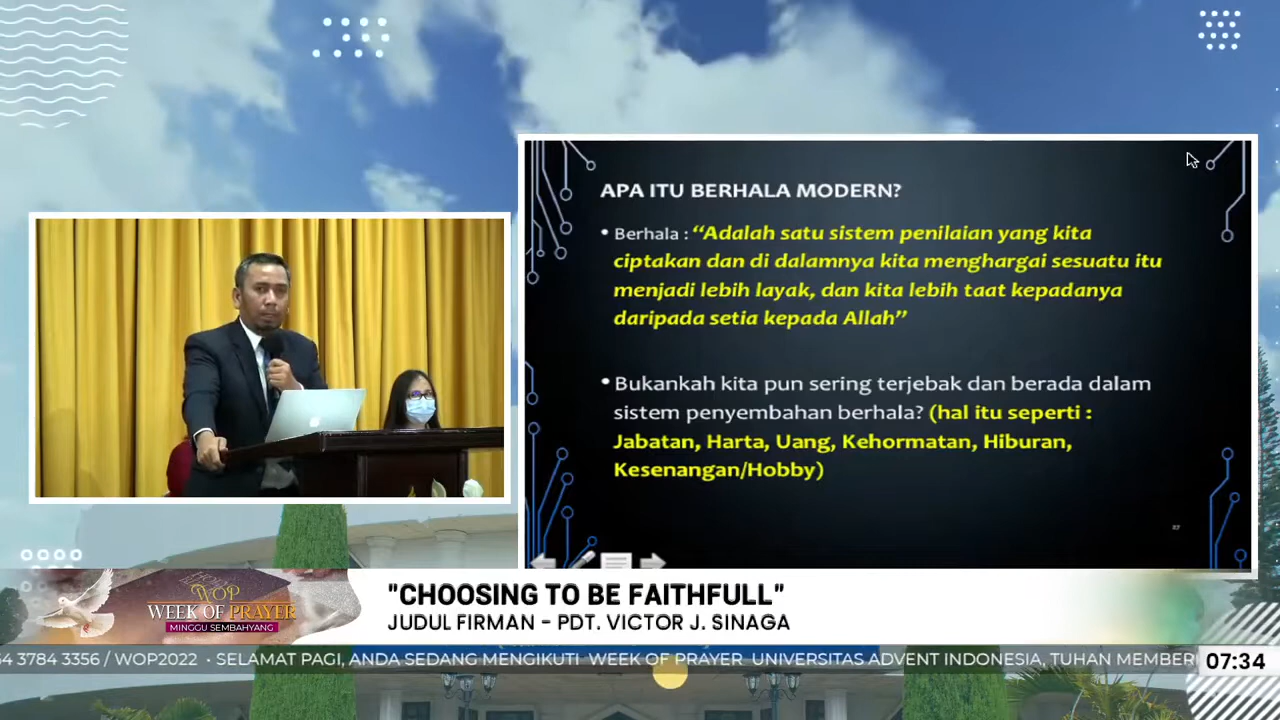 APA ITU BERHALA MODERN?
• Berhala : “Adalah satu sistem penilaian yang kita
ciptakan dan di dalamnya kita menghargai sesuatu itu
menjadi lebih layak, dan kita lebih taat kepadanya
daripada setia kepada Allah”
• Bukankah kita pun sering terjebak dan berada dalam
sistem penyembahan berhala? (hal itu seperti :
Jabatan, Harta, Uang, Kehormatan, Hiburan,
Kesenangan/Hobby)
WOP
WEEK OF PRAYER
MINGGU SEMBAHYANG
"CHOOSING TO BE FAITHFULL"
JUDUL FIRMAN - PDT. VICTOR J. SINAGA
3784 3356 / WOP2022 • SELAMAT PAGI, ANDA SEDANG MENGIKUTI WEEK OF PRAYER UNIVERSITAS ADVENT INDONESIA, TUHAN MEMBERI
07:34